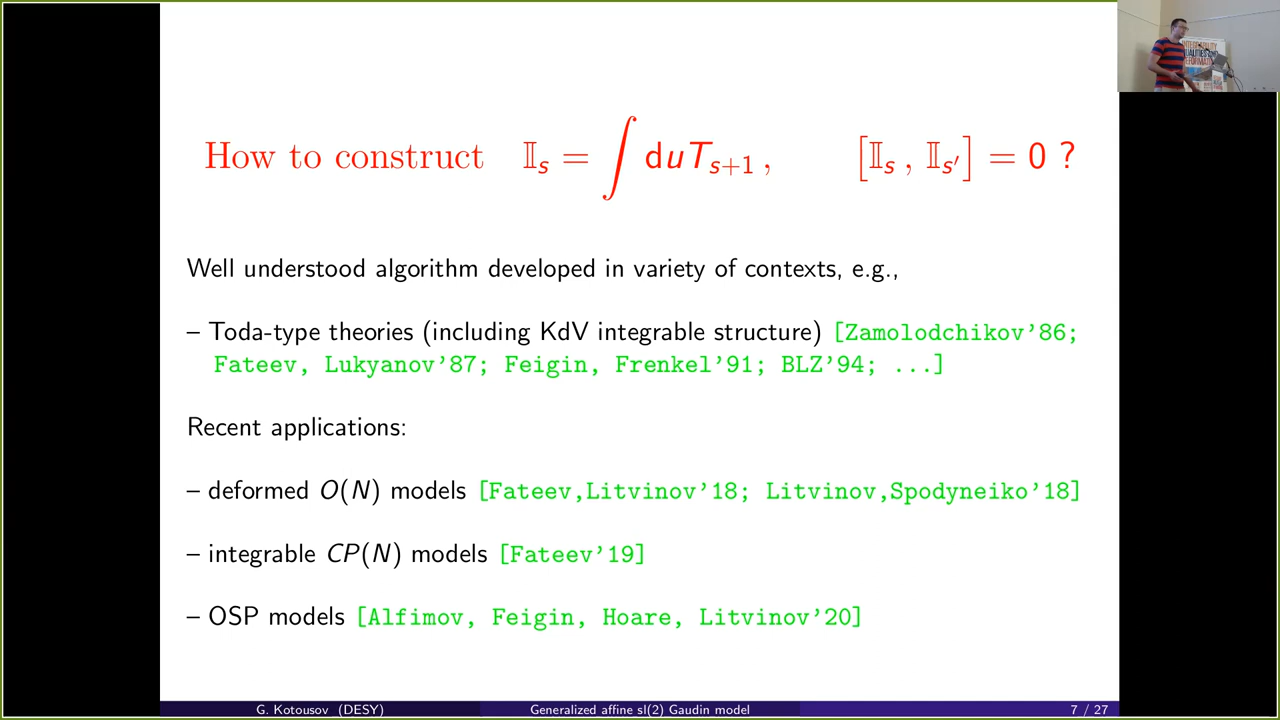 How to construct 𝕀ₛ = ∫ duTₛ₊₁ , [𝕀ₛ , 𝕀ₛ′] = 0 ?
Well understood algorithm developed in variety of contexts, e.g.,
– Toda-type theories (including KdV integrable structure) [Zamolodchikov'86;
Fateev, Lukyanov'87; Feigin, Frenkel'91; BLZ'94; ...]
Recent applications:
– deformed O(N) models [Fateev,Litvinov'18; Litvinov,Spodyneiko'18]
– integrable CP(N) models [Fateev'19]
– OSP models [Alfimov, Feigin, Hoare, Litvinov'20]
G. Kotousov (DESY) Generalized affine sl(2) Gaudin model 7 / 27